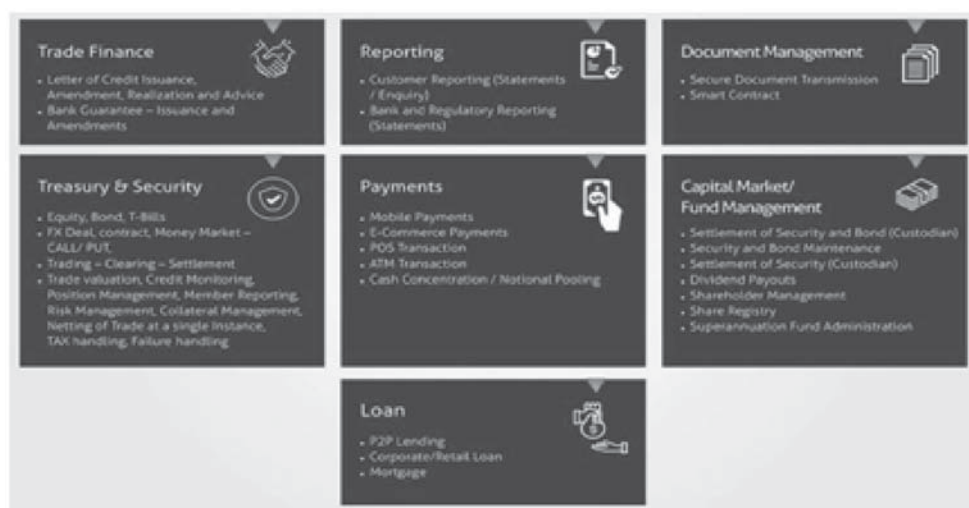 Trade Finance
• Letter of Credit Issuance,
Amendment, Realization and Advice
• Bank Guarantee – Issuance and
Amendments
Reporting
• Customer Reporting (Statements
/ Enquiry)
• Bank and Regulatory Reporting
(Statements)
Document Management
• Secure Document Transmission
• Smart Contract
Treasury & Security
• Equity, Bond, T-Bills
• FX Deal, contract, Money Market –
CALL/ PUT,
• Trading – Clearing – Settlement
• Trade valuation, Credit Monitoring,
Position Management, Member Reporting,
Risk Management, Collateral Management,
Netting of Trade at a single Instance,
TAX handling, Failure handling
Payments
• Mobile Payments
• E-Commerce Payments
• POS Transaction
• ATM Transaction
• Cash Concentration / Notional Pooling
Capital Market/
Fund Management
• Settlement of Security and Bond (Custodian)
• Security and Bond Maintenance
• Settlement of Security (Custodian)
• Dividend Payouts
• Shareholder Management
• Share Registry
• Superannuation Fund Administration
Loan
• P2P Lending
• Corporate/Retail Loan
• Mortgage